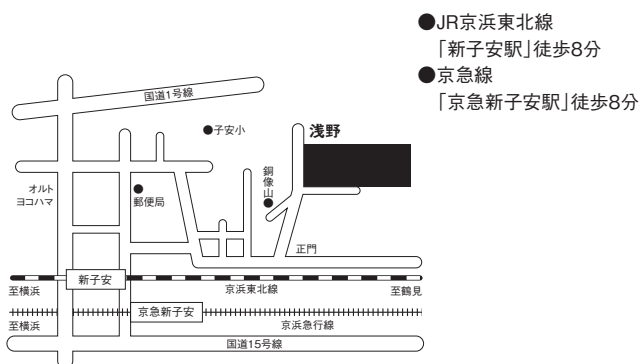 ●JR京浜東北線
「新子安駅」徒歩8分
●京急線
「京急新子安駅」徒歩8分
国道1号線
●子安小
浅野
オルト
ヨコハマ
郵便局
銅像山
正門
新子安
至横浜
京浜東北線
至鶴見
京急新子安
至横浜
京浜急行線
国道15号線